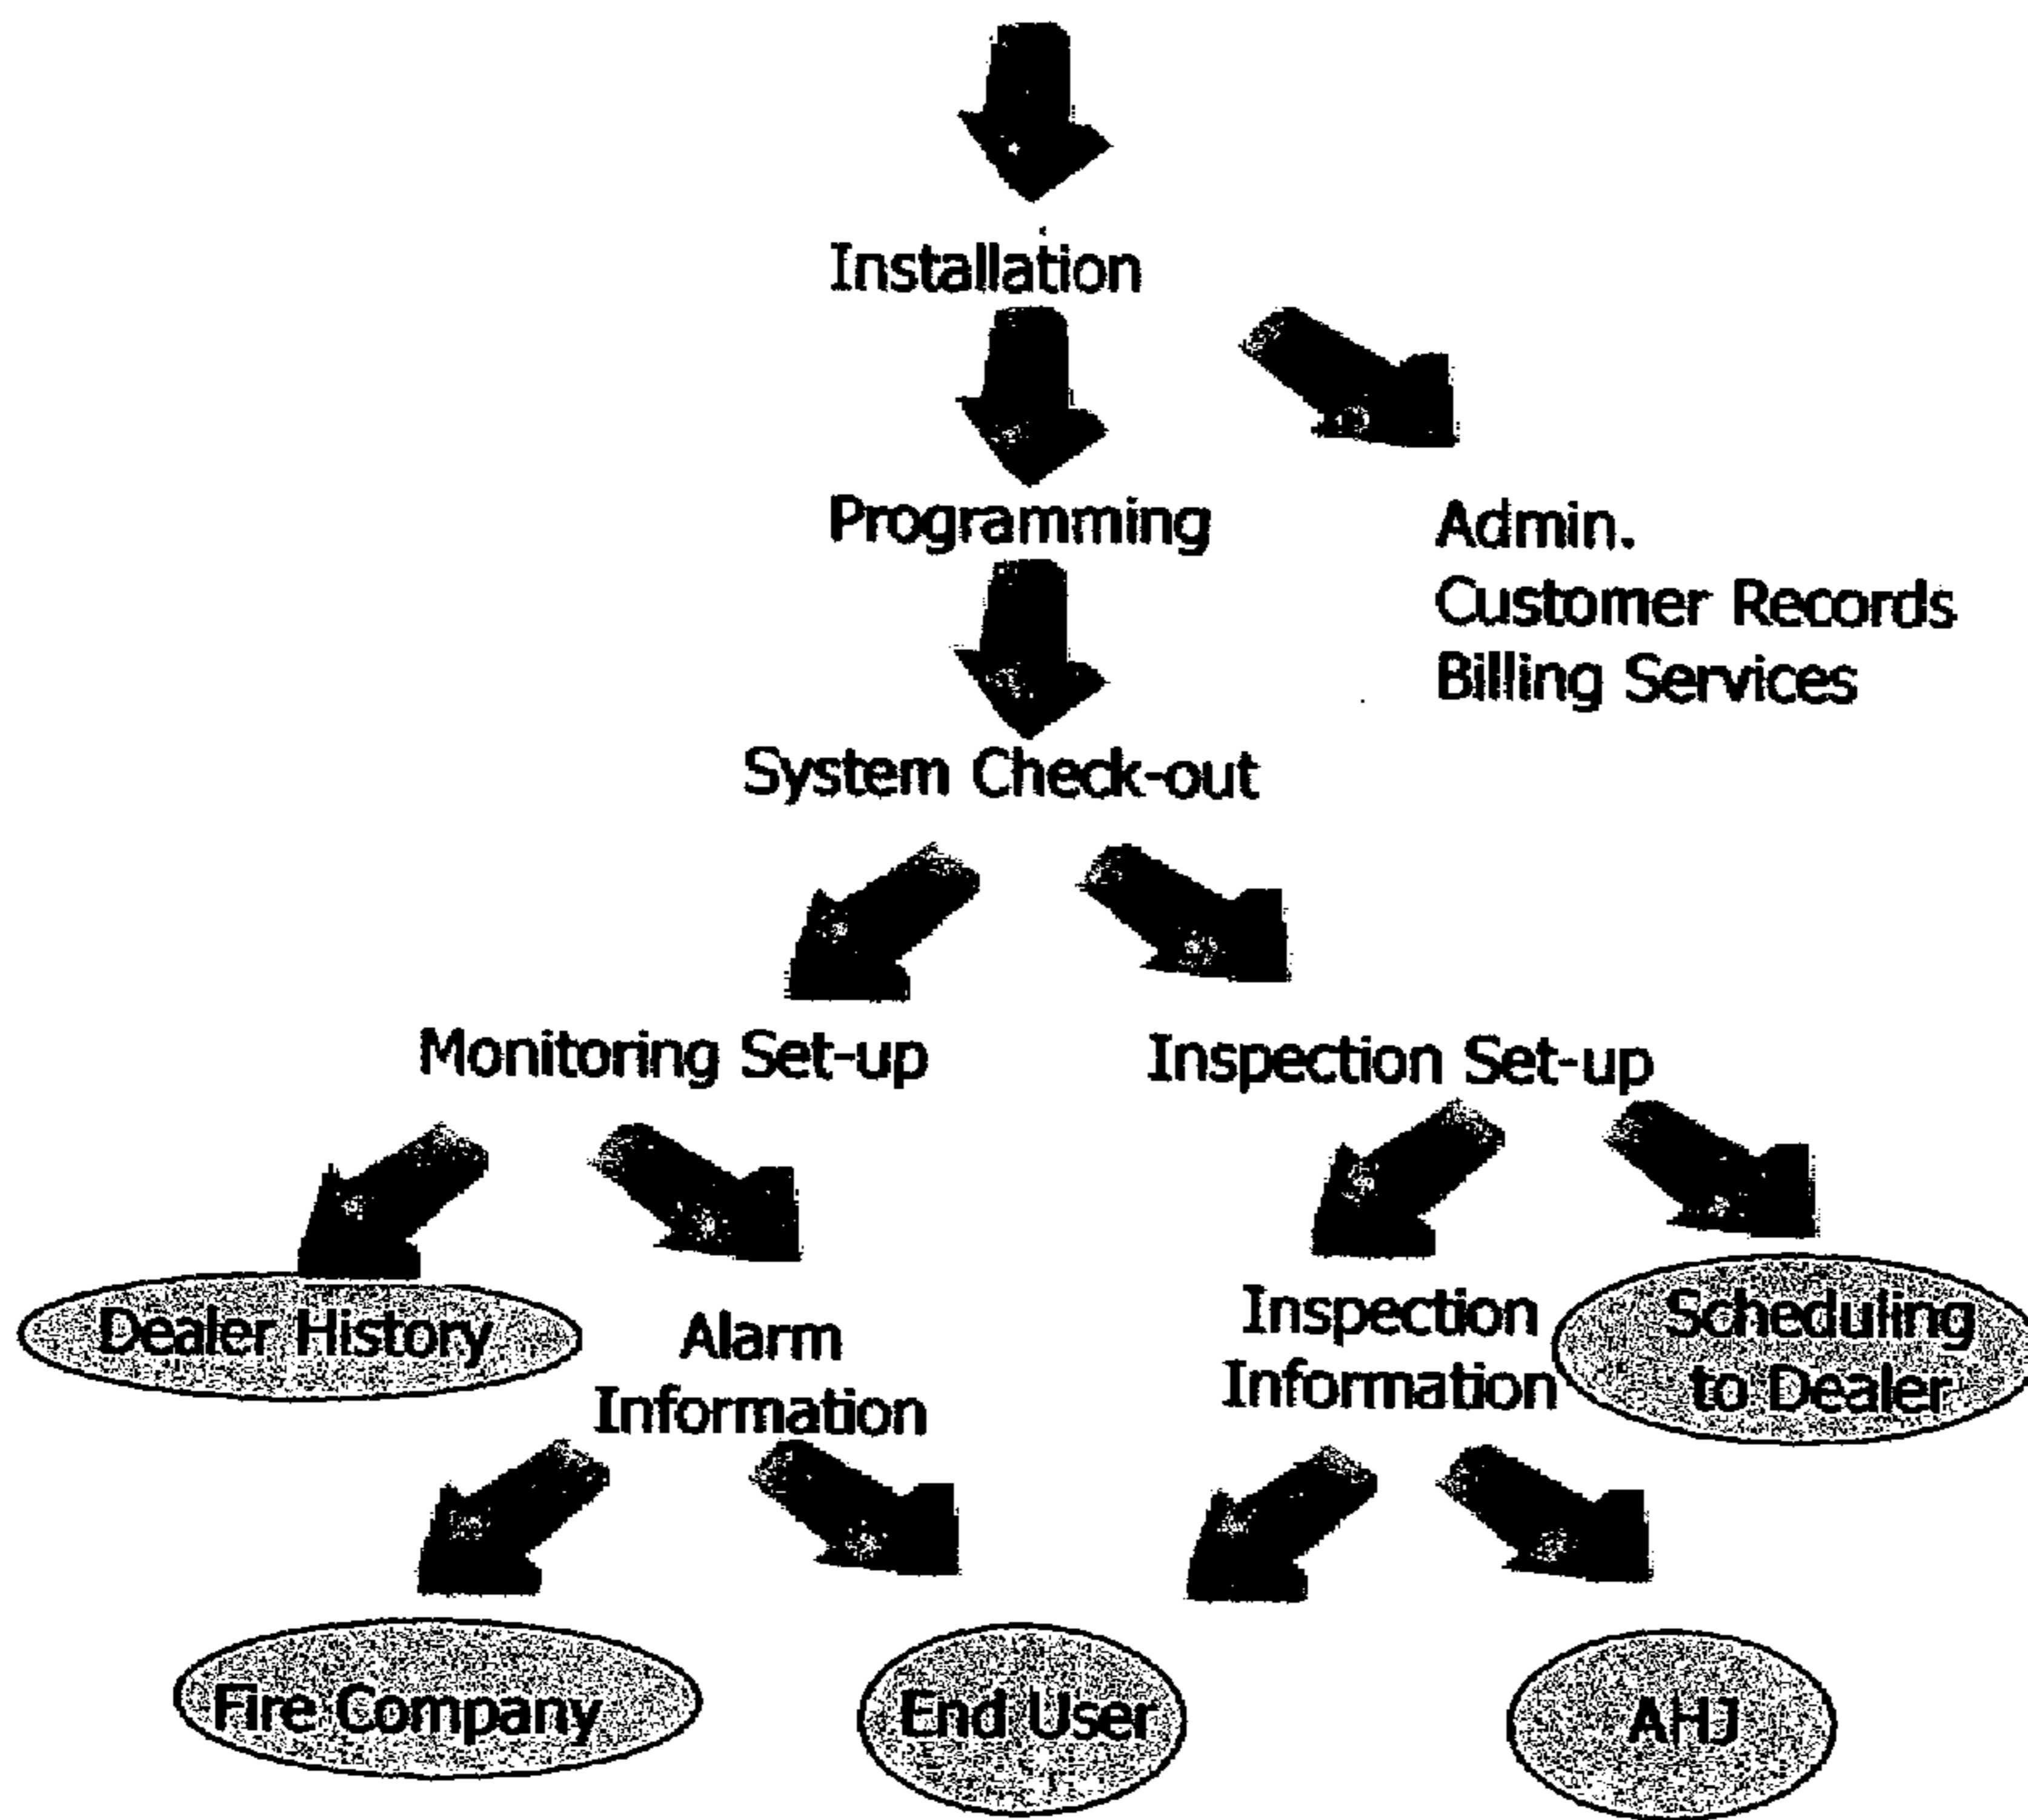 Installation
Programming
Admin.
Customer Records
Billing Services
System Check-out
Monitoring Set-up
Inspection Set-up
Dealer History
Alarm
Information
Inspection
Information
Scheduling
to Dealer
Fire Company
End User
AHJ